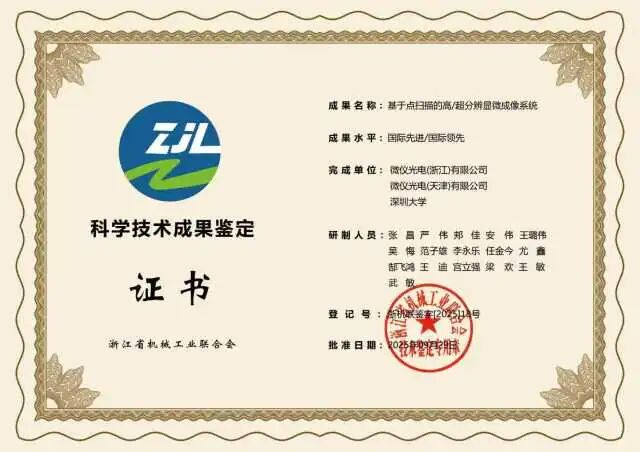 ZJL
科学技术成果鉴定
证书
浙江省机械工业联合会
成果名称：基于点扫描的高/超分辨显微成像系统
成果水平：国际先进/国际领先
完成单位：微仪光电(浙江)有限公司
微仪光电(天津)有限公司
深圳大学
研制人员：张昌 严伟 郑佳 安伟 王璐伟
吴悔 范子雄 李永乐 任金今 尤鑫
郜飞鸿 王迪 宫立强 梁欢 王敏
武敏
登记号：浙机联鉴字[2025]18号
批准日期：2025年09月29日
浙江省机械工业联合会
技术鉴定专用章